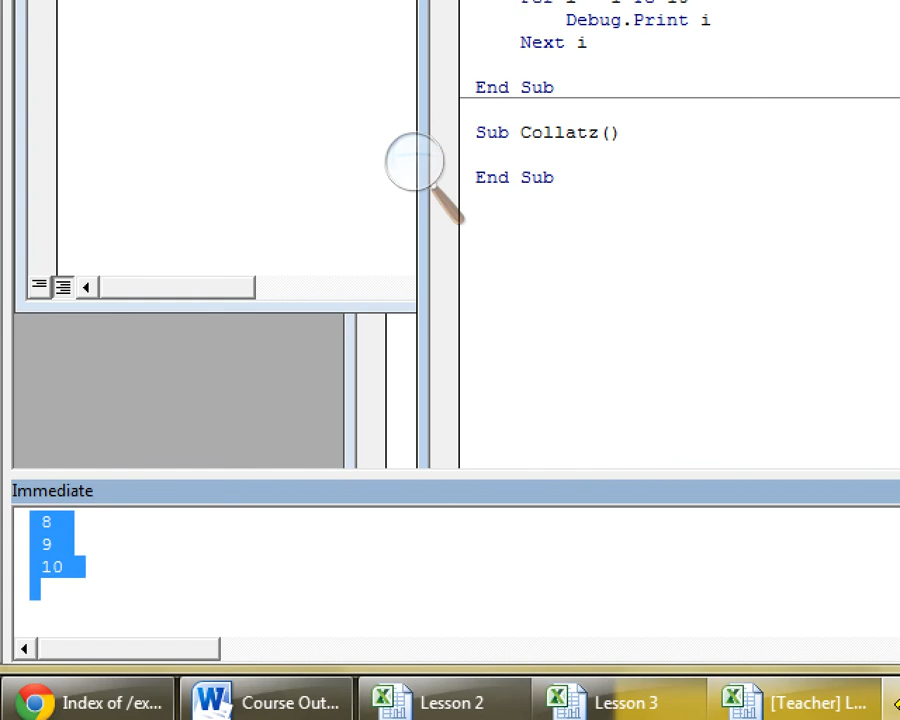 Debug.Print i
Next i
End Sub
Sub Collatz()
End Sub
Immediate
8
9
10
Index of /ex...
Course Out...
Lesson 2
Lesson 3
[Teacher] L...